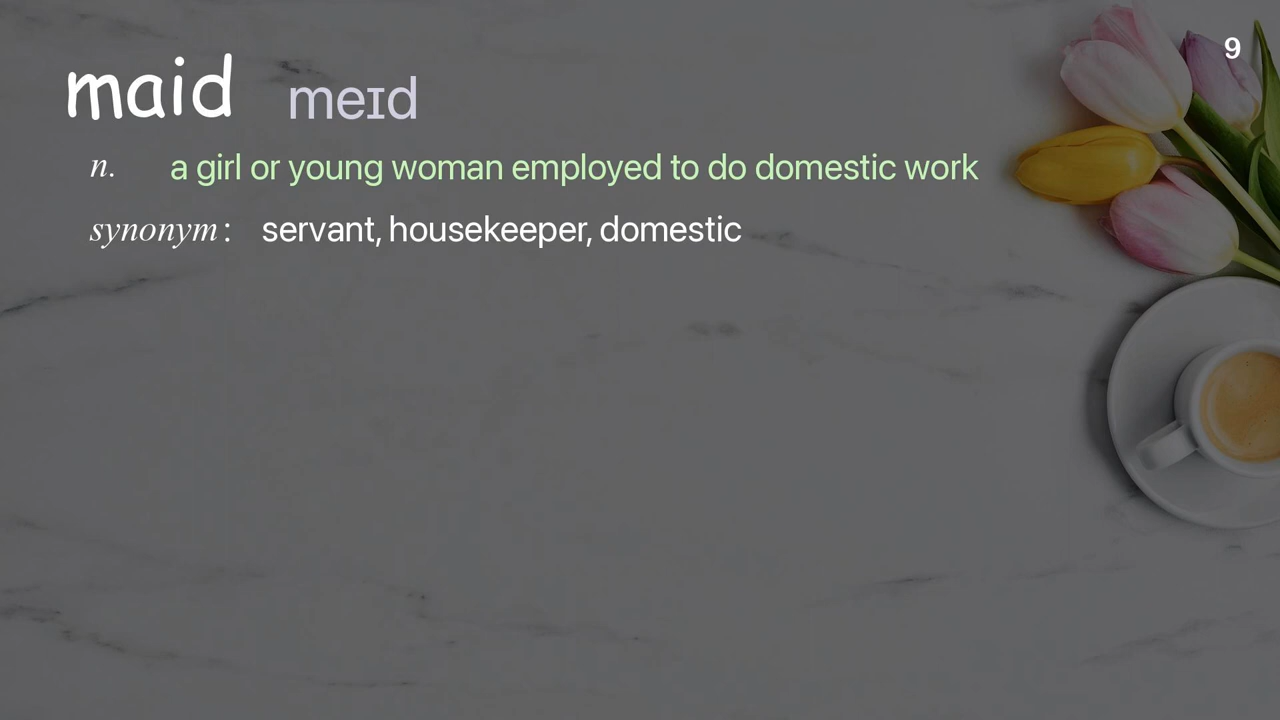 9
maid meɪd
n. a girl or young woman employed to do domestic work
synonym: servant, housekeeper, domestic